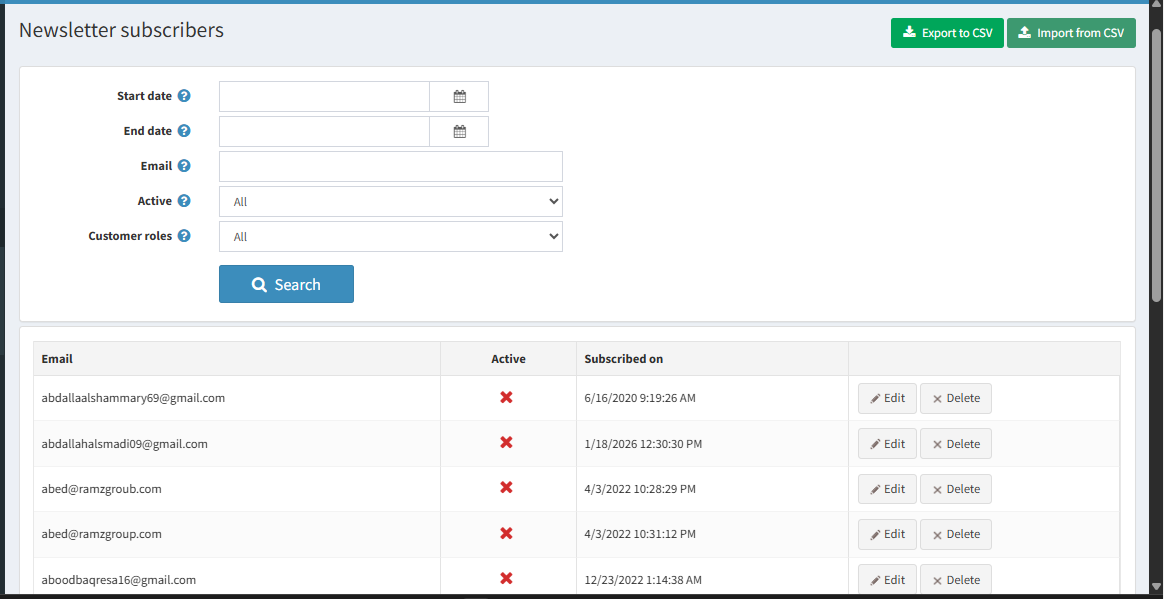 Newsletter subscribers
Export to CSV
Import from CSV
Start date ?
End date ?
Email ?
Active ? All
Customer roles ? All
Search
Email Active Subscribed on
abdallaalshammary69@gmail.com 6/16/2020 9:19:26 AM Edit Delete
abdallahalsmadi09@gmail.com 1/18/2026 12:30:30 PM Edit Delete
abed@ramzgroub.com 4/3/2022 10:28:29 PM Edit Delete
abed@ramzgroup.com 4/3/2022 10:31:12 PM Edit Delete
aboodbaqresa16@gmail.com 12/23/2022 1:14:38 AM Edit Delete